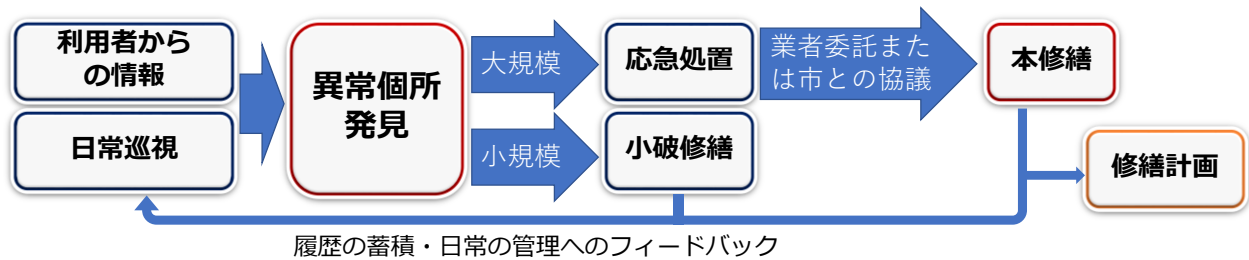 利用者から
の情報
日常巡視
異常個所
発見
大規模
小規模
応急処置
小破修繕
業者委託また
は市との協議
本修繕
修繕計画
履歴の蓄積・日常の管理へのフィードバック